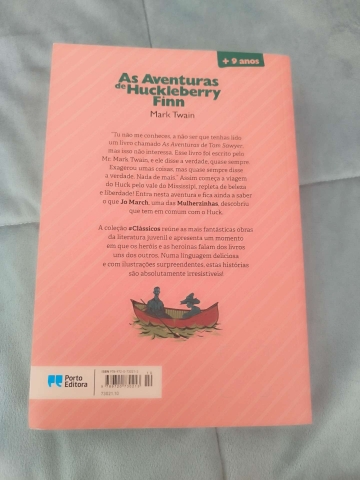 + 9 anos
As Aventuras
de Huckleberry
Finn
Mark Twain
"Tu não me conheces, a não ser que tenhas lido
um livro chamado As Aventuras de Tom Sawyer,
mas isso não interessa. Esse livro foi escrito pelo
Mr. Mark Twain, e ele disse a verdade, quase sempre.
Exagerou umas coisas, mas quase sempre disse
a verdade. Nada de mais." Assim começa a viagem
do Huck pelo vale do Mississípi, repleta de beleza
e liberdade! Entra nesta aventura e fica ainda a saber
o que Jo March, uma das Mulherzinhas, descobriu
que tem em comum com o Huck.
A coleção #Clássicos reúne as mais fantásticas obras
da literatura juvenil e apresenta um momento
em que os heróis e as heroínas falam dos livros
uns dos outros. Numa linguagem deliciosa
e com ilustrações surpreendentes, estas histórias
são absolutamente irresistíveis!
Porto
Editora
ISBN